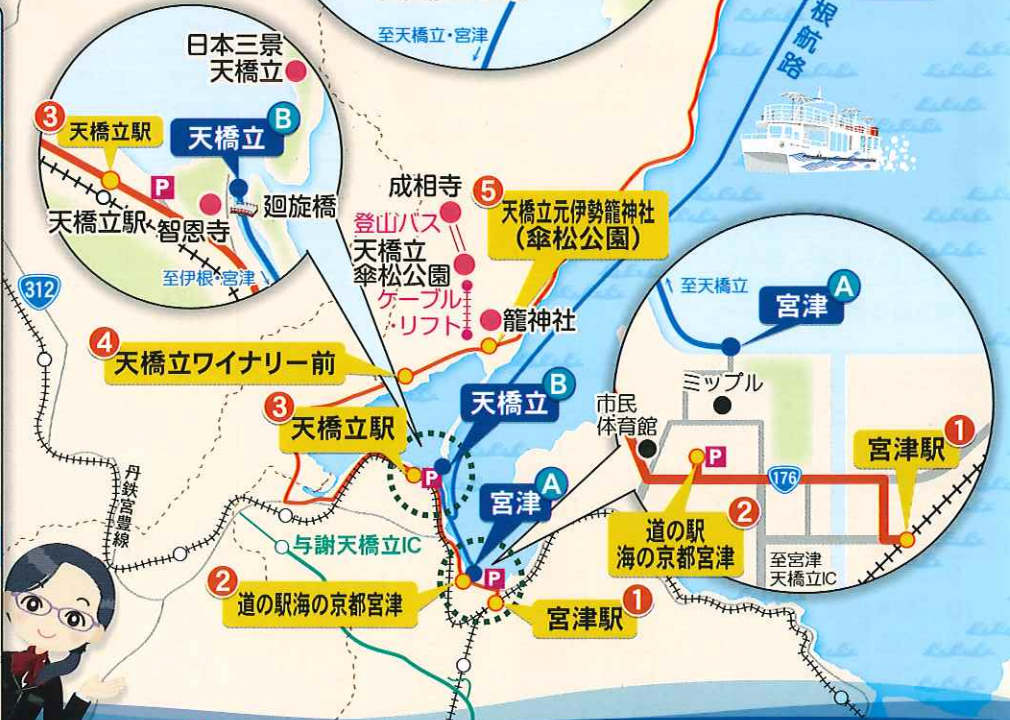 至天橋立・宮津
根航路
日本三景
天橋立
3
天橋立駅
天橋立
B
P
天橋立駅
智恩寺
廻旋橋
至伊根・宮津
312
成相寺
登山バス
天橋立
傘松公園
ケーブル
・リフト
籠神社
5
天橋立元伊勢籠神社
(傘松公園)
4
天橋立ワイナリー前
3
天橋立駅
P
天橋立
B
宮津
A
丹鉄宮豊線
与謝天橋立IC
2
道の駅海の京都宮津
P
宮津駅
1
至天橋立
宮津
A
ミップル
市民
体育館
P
176
宮津駅
1
道の駅
海の京都宮津
2
至宮津
天橋立IC